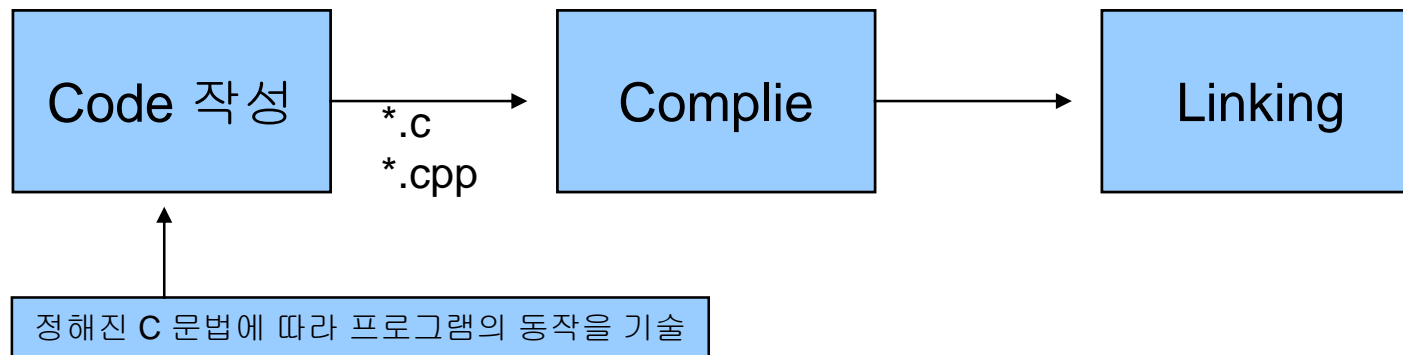 Code 작성
*.c
*.cpp
Complie
Linking
정해진 C 문법에 따라 프로그램의 동작을 기술